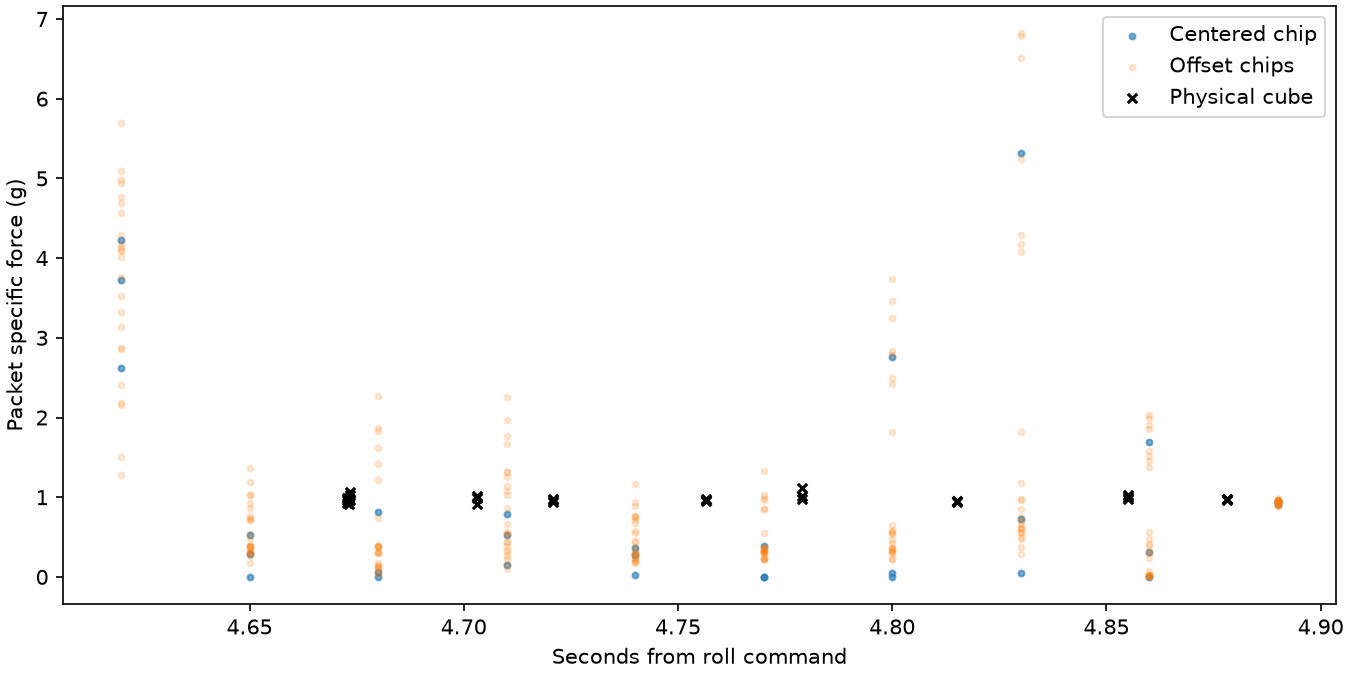 7
6
5
4
3
2
1
0
Packet specific force (g)
4.65 4.70 4.75 4.80 4.85 4.90
Seconds from roll command
Centered chip
Offset chips
Physical cube